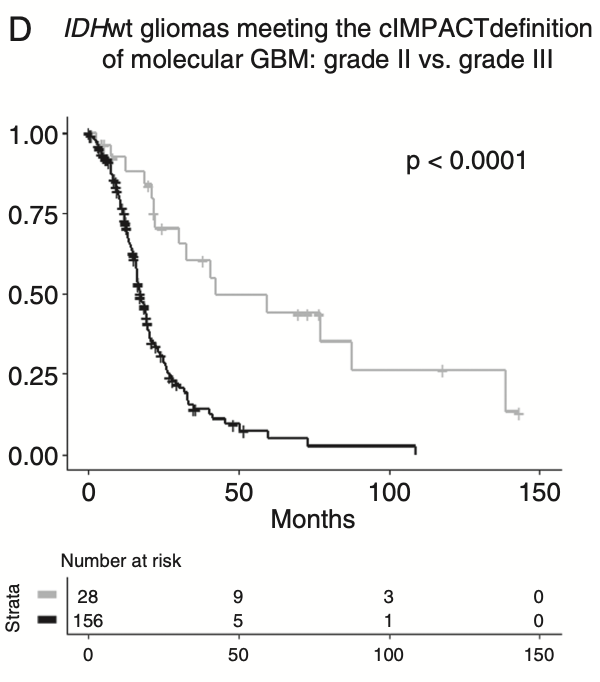 D IDHwt gliomas meeting the cIMPACTdefinition
of molecular GBM: grade II vs. grade III
p < 0.0001
1.00
0.75
0.50
0.25
0.00
0 50 100 150
Months
Number at risk
Strata
28 9 3 0
156 5 1 0
0 50 100 150